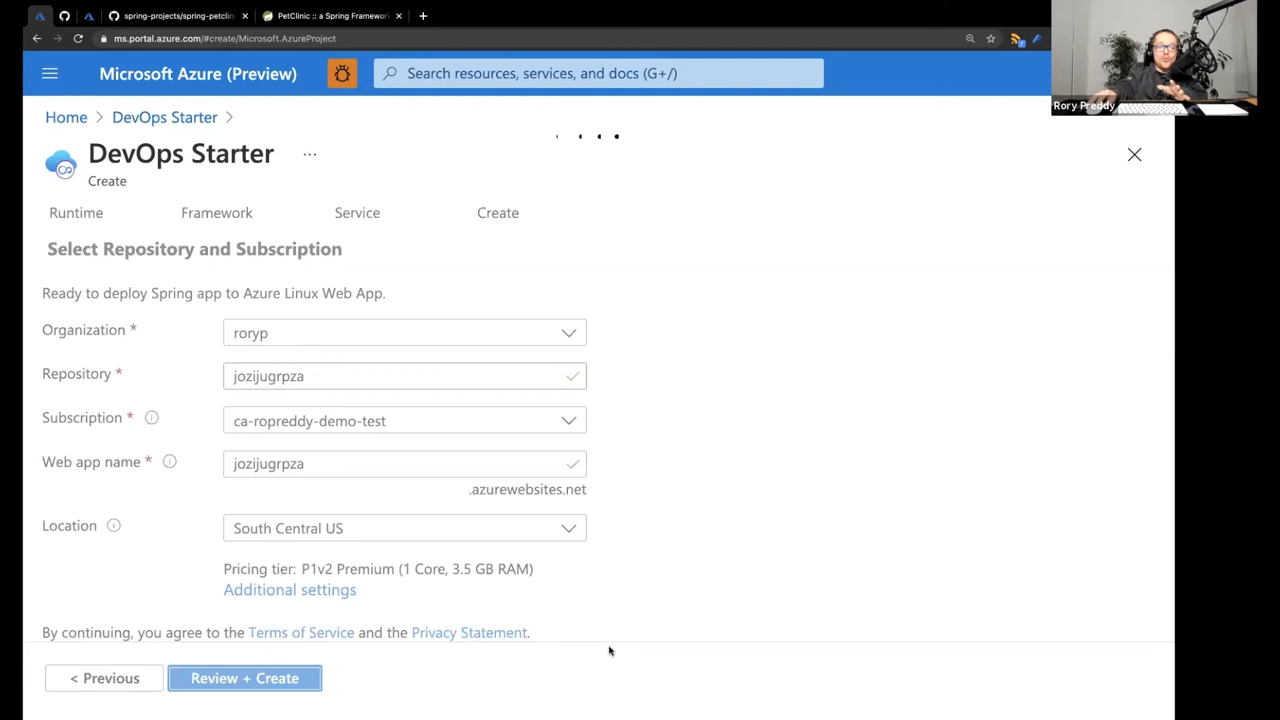 spring-projects/spring-petclin
PetClinic :: a Spring Framework
ms.portal.azure.com/#create/Microsoft.AzureProject
Microsoft Azure (Preview)
Search resources, services, and docs (G+/)
Rory Preddy
Home > DevOps Starter >
DevOps Starter
...
Create
Runtime
Framework
Service
Create
Select Repository and Subscription
Ready to deploy Spring app to Azure Linux Web App.
Organization *
roryp
Repository *
jozijugrpza
Subscription *
ca-ropreddy-demo-test
Web app name *
jozijugrpza
.azurewebsites.net
Location
South Central US
Pricing tier: P1v2 Premium (1 Core, 3.5 GB RAM)
Additional settings
By continuing, you agree to the Terms of Service and the Privacy Statement.
< Previous
Review + Create